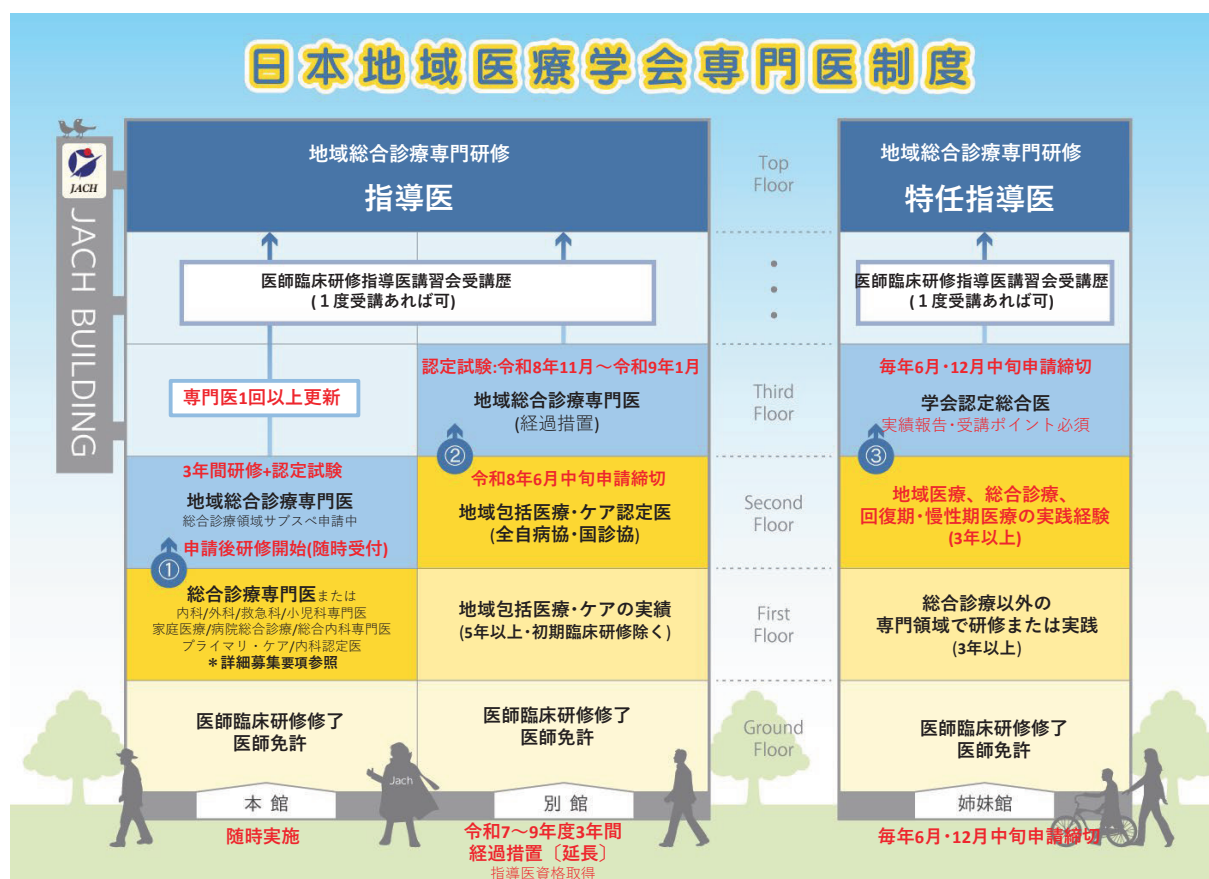 日本地域医療学会専門医制度
JACH
JACH BUILDING
地域総合診療専門研修
指導医
医師臨床研修指導医講習会受講歴
(１度受講あれば可)
専門医1回以上更新
3年間研修+認定試験
地域総合診療専門医
総合診療領域サブスペ申請中
申請後研修開始(随時受付)
①
総合診療専門医または
内科/外科/救急科/小児科専門医
家庭医療/病院総合診療/総合内科専門医
プライマリ・ケア/内科認定医
＊詳細募集要項参照
医師臨床研修修了
医師免許
本館
随時実施
認定試験:令和8年11月～令和9年1月
地域総合診療専門医
(経過措置)
②
令和8年6月中旬申請締切
地域包括医療・ケア認定医
(全自病協・国診協)
地域包括医療・ケアの実績
(5年以上・初期臨床研修除く)
医師臨床研修修了
医師免許
Jach
別館
令和7～9年度3年間
経過措置〔延長〕
指導医資格取得
Top
Floor
Third
Floor
Second
Floor
First
Floor
Ground
Floor
地域総合診療専門研修
特任指導医
医師臨床研修指導医講習会受講歴
(１度受講あれば可)
毎年6月・12月中旬申請締切
学会認定総合医
実績報告・受講ポイント必須
③
地域医療、総合診療、
回復期・慢性期医療の実践経験
(3年以上)
総合診療以外の
専門領域で研修または実践
(3年以上)
医師臨床研修修了
医師免許
姉妹館
毎年6月・12月中旬申請締切